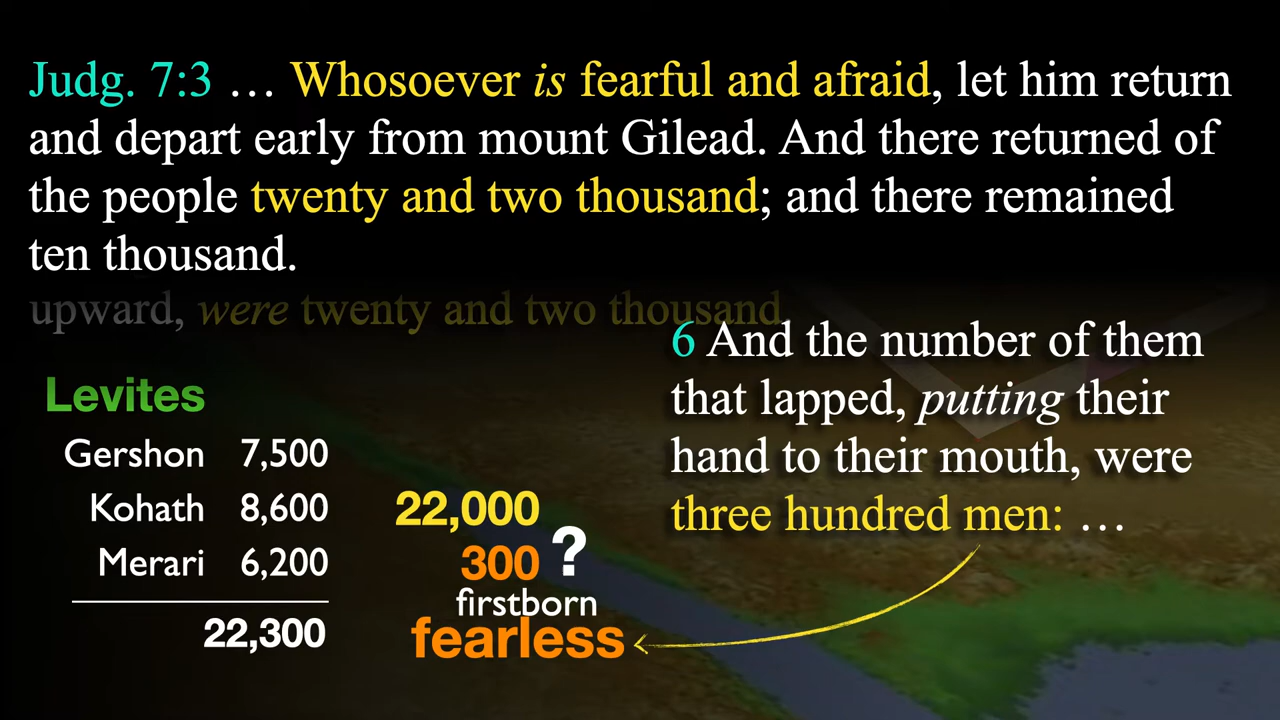 Judg. 7:3 … Whosoever is fearful and afraid, let him return
and depart early from mount Gilead. And there returned of
the people twenty and two thousand; and there remained
ten thousand.
upward, were twenty and two thousand.
6 And the number of them
that lapped, putting their
hand to their mouth, were
three hundred men: …
Levites
Gershon 7,500
Kohath 8,600
Merari 6,200
22,300
22,000
300 ?
firstborn
fearless